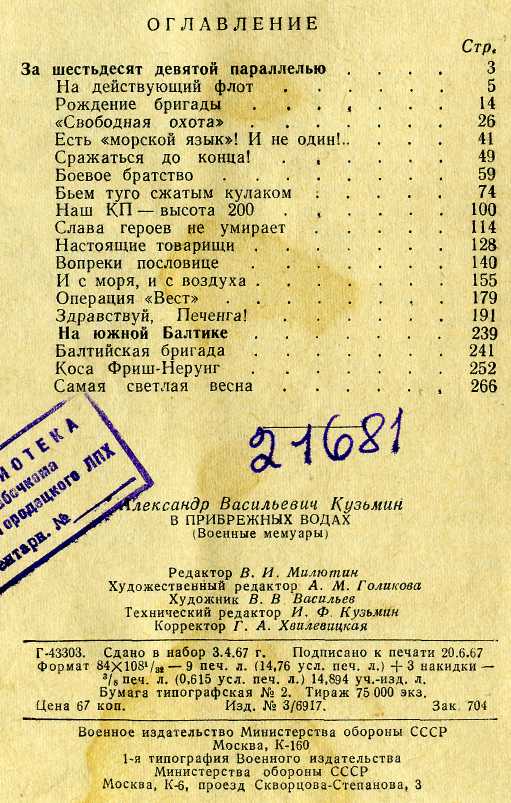 ОГЛАВЛЕНИЕ
Стр.
За шестьдесят девятой параллелью . . . . 3
На действующий флот . . . . . . 5
Рождение бригады . . . . . . . 14
«Свободная охота» . . . . . . . 26
Есть «морской язык»! И не один!.. . . . 41
Сражаться до конца! . . . . . . 49
Боевое братство . . . . . . . 59
Бьем туго сжатым кулаком . . . . . 74
Наш КП — высота 200 . . . . . . 100
Слава героев не умирает . . . . . 114
Настоящие товарищи . . . . . . 128
Вопреки пословице . . . . . . 140
И с моря, и с воздуха . . . . . . 155
Операция «Вест» . . . . . . . 179
Здравствуй, Печенга! . . . . . . 191
На южной Балтике . . . . . . 239
Балтийская бригада . . . . . . 241
Коса Фриш-Нерунг . . . . . . 252
Самая светлая весна . . . . . . 266
21681
ИОТЕКА
бочкома
городецкого ЛПХ
ентарн. №
Александр Васильевич Кузьмин
В ПРИБРЕЖНЫХ ВОДАХ
(Военные мемуары)
Редактор В. И. Милютин
Художественный редактор А. М. Голикова
Художник В. В. Васильев
Технический редактор И. Ф. Кузьмин
Корректор Г. А. Хвилевицкая
Г-43303. Сдано в набор 3.4.67 г. Подписано к печати 20.6.67
Формат 84×108¹/₃₂ — 9 печ. л. (14,76 усл. печ. л.) + 3 накидки —
³/₈ печ. л. (0,615 усл. печ. л.) 14,894 уч.-изд. л.
Бумага типографская № 2. Тираж 75 000 экз.
Цена 67 коп. Изд. № 3/6917. Зак. 704
Военное издательство Министерства обороны СССР
Москва, К-160
1-я типография Военного издательства
Министерства обороны СССР
Москва, К-6, проезд Скворцова-Степанова, 3